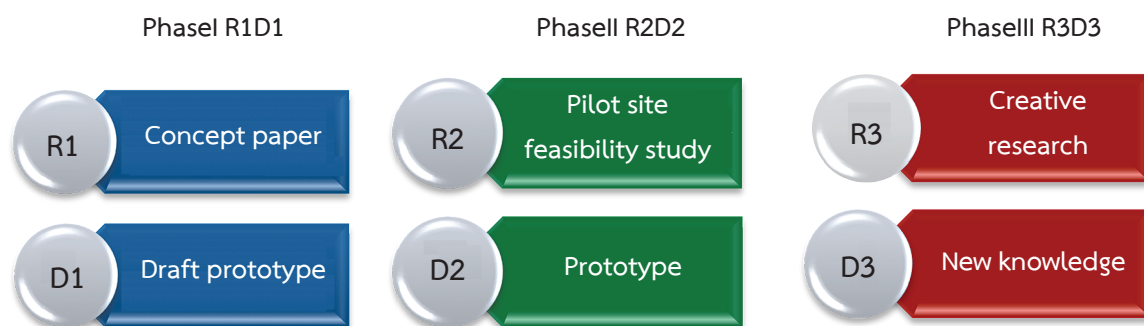 PhaseI R1D1
R1
Concept paper
D1
Draft prototype
PhaseII R2D2
R2
Pilot site
feasibility study
D2
Prototype
PhaseIII R3D3
R3
Creative
research
D3
New knowledge